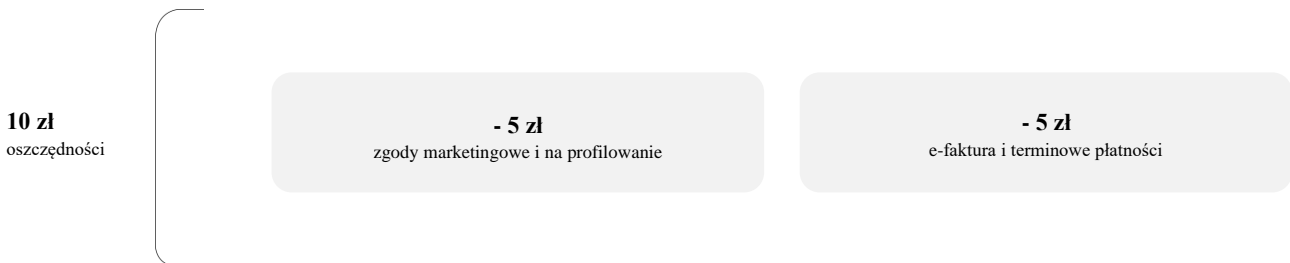 10 zł
oszczędności
- 5 zł
zgody marketingowe i na profilowanie
- 5 zł
e-faktura i terminowe płatności